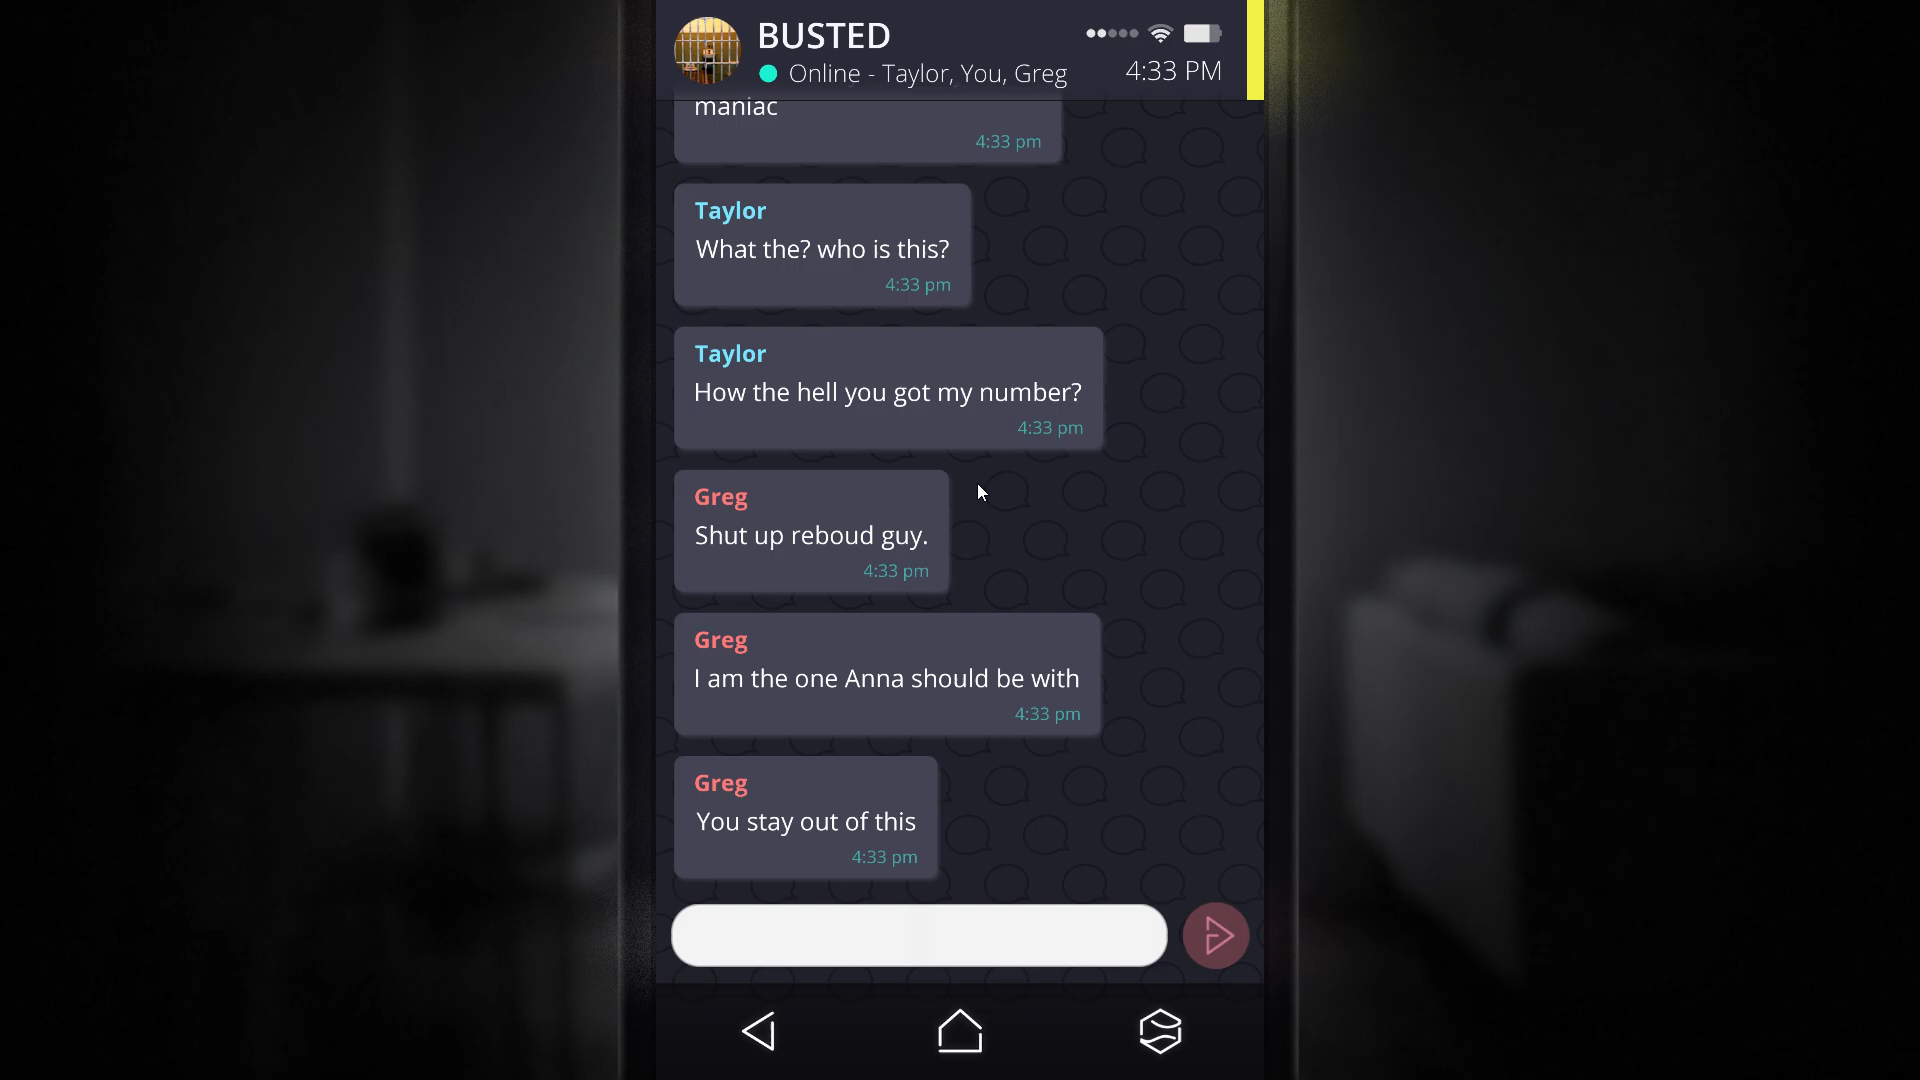 BUSTED
Online - Taylor, You, Greg
4:33 PM
maniac
4:33 pm
Taylor
What the? who is this?
4:33 pm
Taylor
How the hell you got my number?
4:33 pm
Greg
Shut up reboud guy.
4:33 pm
Greg
I am the one Anna should be with
4:33 pm
Greg
You stay out of this
4:33 pm